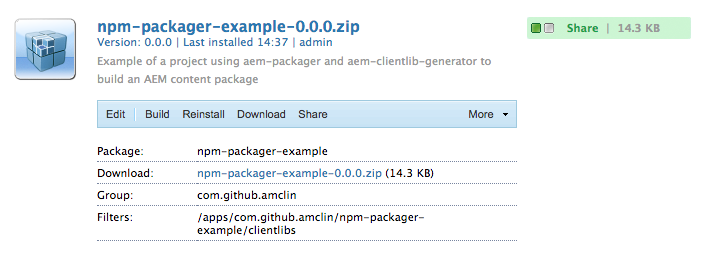 npm-packager-example-0.0.0.zip
Version: 0.0.0 | Last installed 14:37 | admin
Share | 14.3 KB
Example of a project using aem-packager and aem-clientlib-generator to
build an AEM content package
Edit Build Reinstall Download Share More
Package: npm-packager-example
Download: npm-packager-example-0.0.0.zip (14.3 KB)
Group: com.github.amclin
Filters: /apps/com.github.amclin/npm-packager-
example/clientlibs